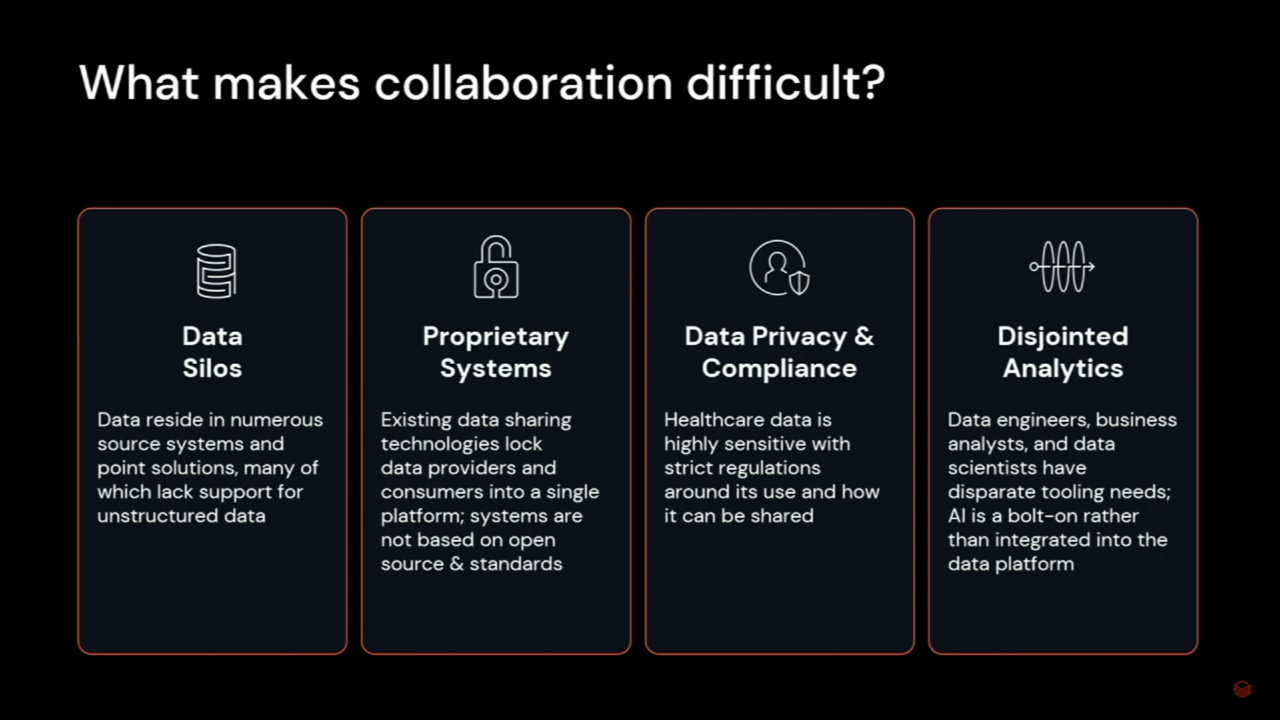 What makes collaboration difficult?
Data
Silos
Data reside in numerous
source systems and
point solutions, many of
which lack support for
unstructured data
Proprietary
Systems
Existing data sharing
technologies lock
data providers and
consumers into a single
platform; systems are
not based on open
source & standards
Data Privacy &
Compliance
Healthcare data is
highly sensitive with
strict regulations
around its use and how
it can be shared
Disjointed
Analytics
Data engineers, business
analysts, and data
scientists have
disparate tooling needs;
AI is a bolt-on rather
than integrated into the
data platform